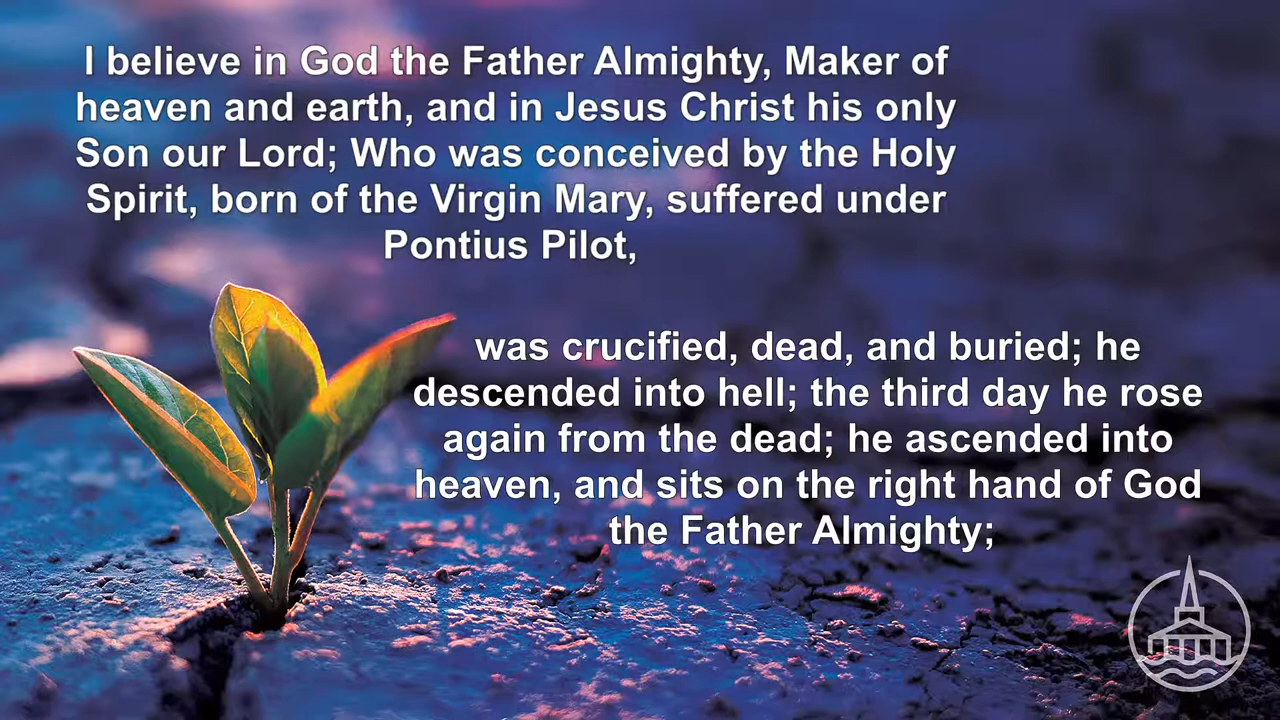 I believe in God the Father Almighty, Maker of
heaven and earth, and in Jesus Christ his only
Son our Lord; Who was conceived by the Holy
Spirit, born of the Virgin Mary, suffered under
Pontius Pilot,
was crucified, dead, and buried; he
descended into hell; the third day he rose
again from the dead; he ascended into
heaven, and sits on the right hand of God
the Father Almighty;